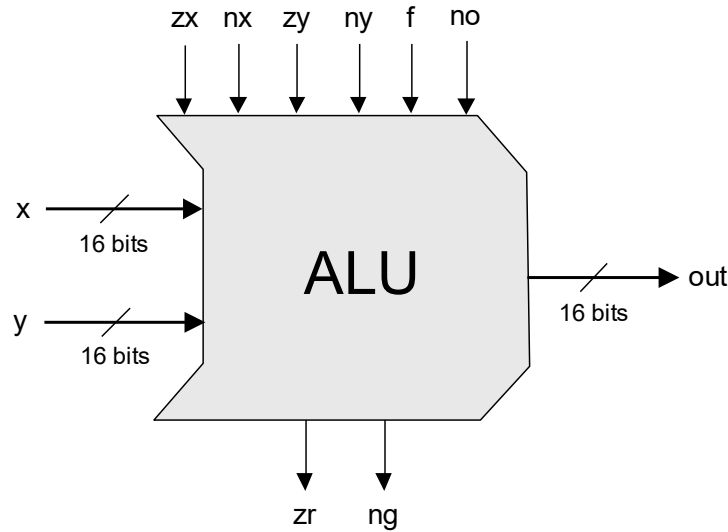 zx nx zy ny f no
x
16 bits
ALU
out
y
16 bits
16 bits
zr ng